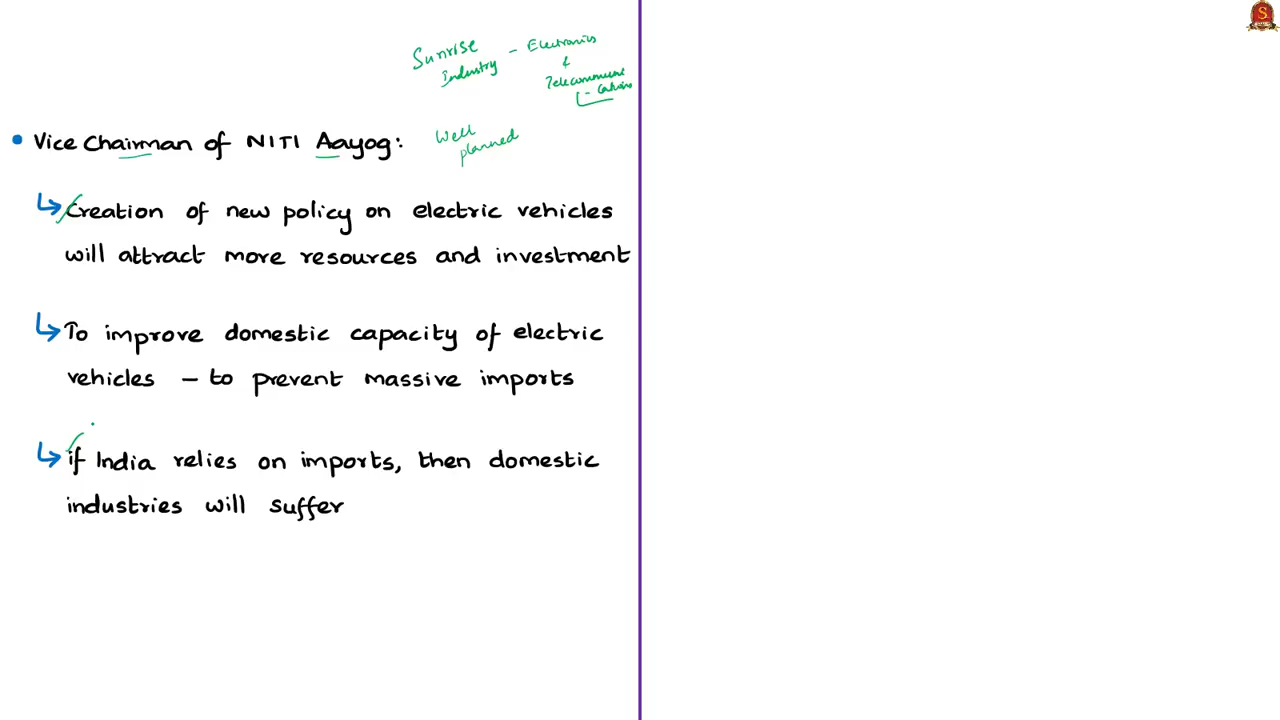 Sunrise - Electronics
Industry &
Telecommuni
- cations
• Vice Chairman of NITI Aayog: Well
planned
↳ Creation of new policy on electric vehicles
will attract more resources and investment
↳ To improve domestic capacity of electric
vehicles - to prevent massive imports
↳ if India relies on imports, then domestic
industries will suffer
S